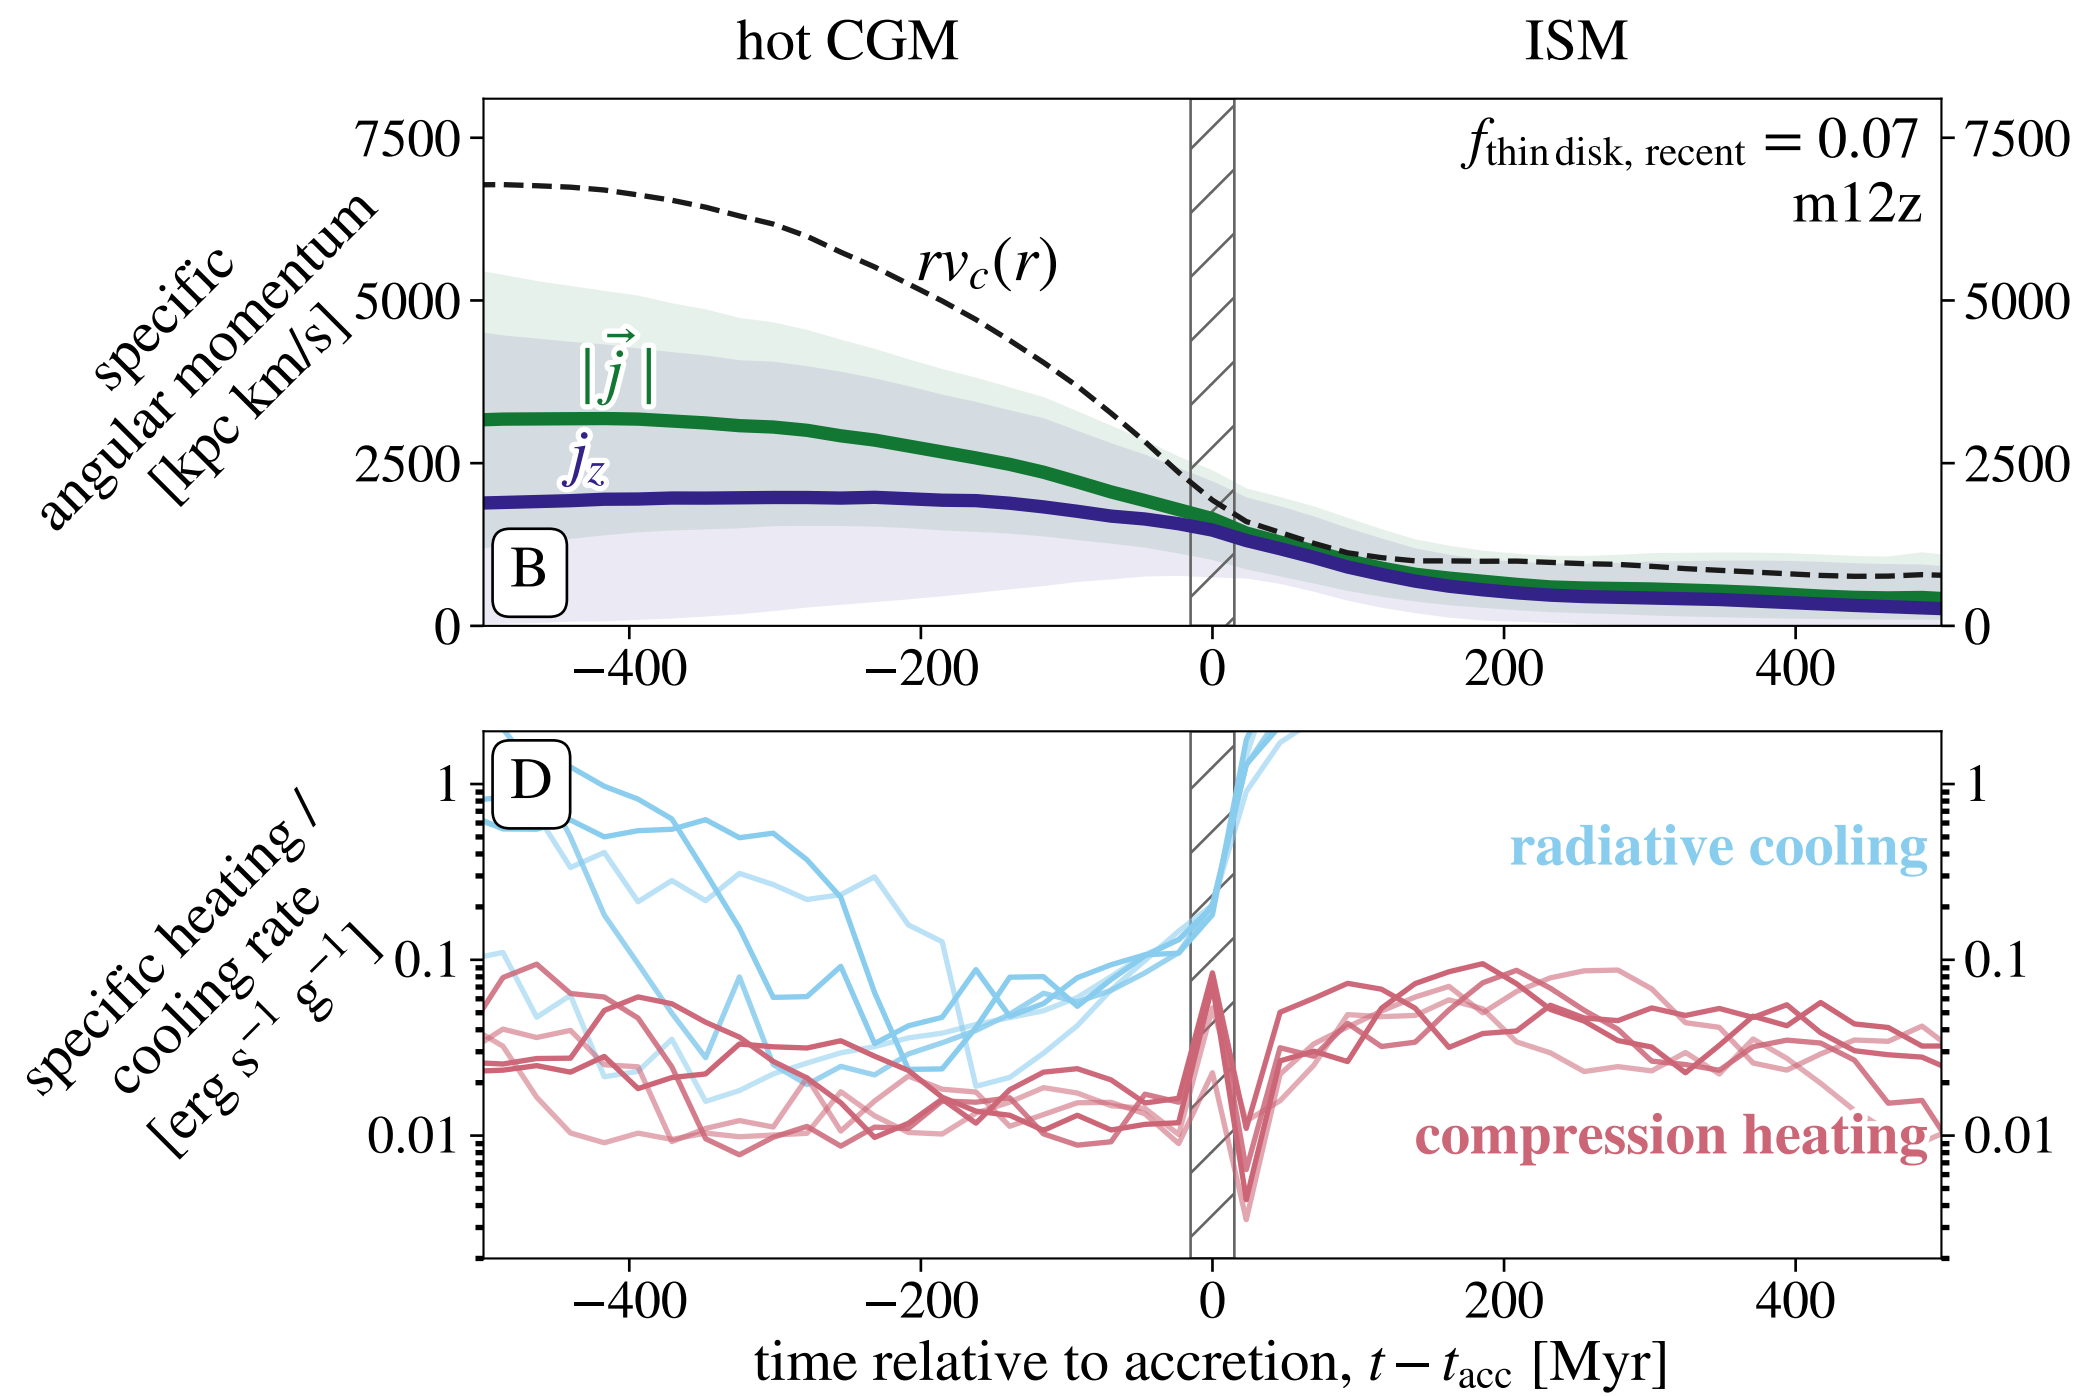 hot CGM
ISM
specific
angular momentum
[kpc km/s]
7500
5000
2500
0
7500
5000
2500
0
f_thin disk, recent = 0.07
m12z
rv_c(r)
|j⃗|
j_z
B
−400
−200
0
200
400
specific heating /
cooling rate
[erg s⁻¹ g⁻¹]
1
0.1
0.01
1
0.1
0.01
D
radiative cooling
compression heating
−400
−200
0
200
400
time relative to accretion, t − t_acc [Myr]